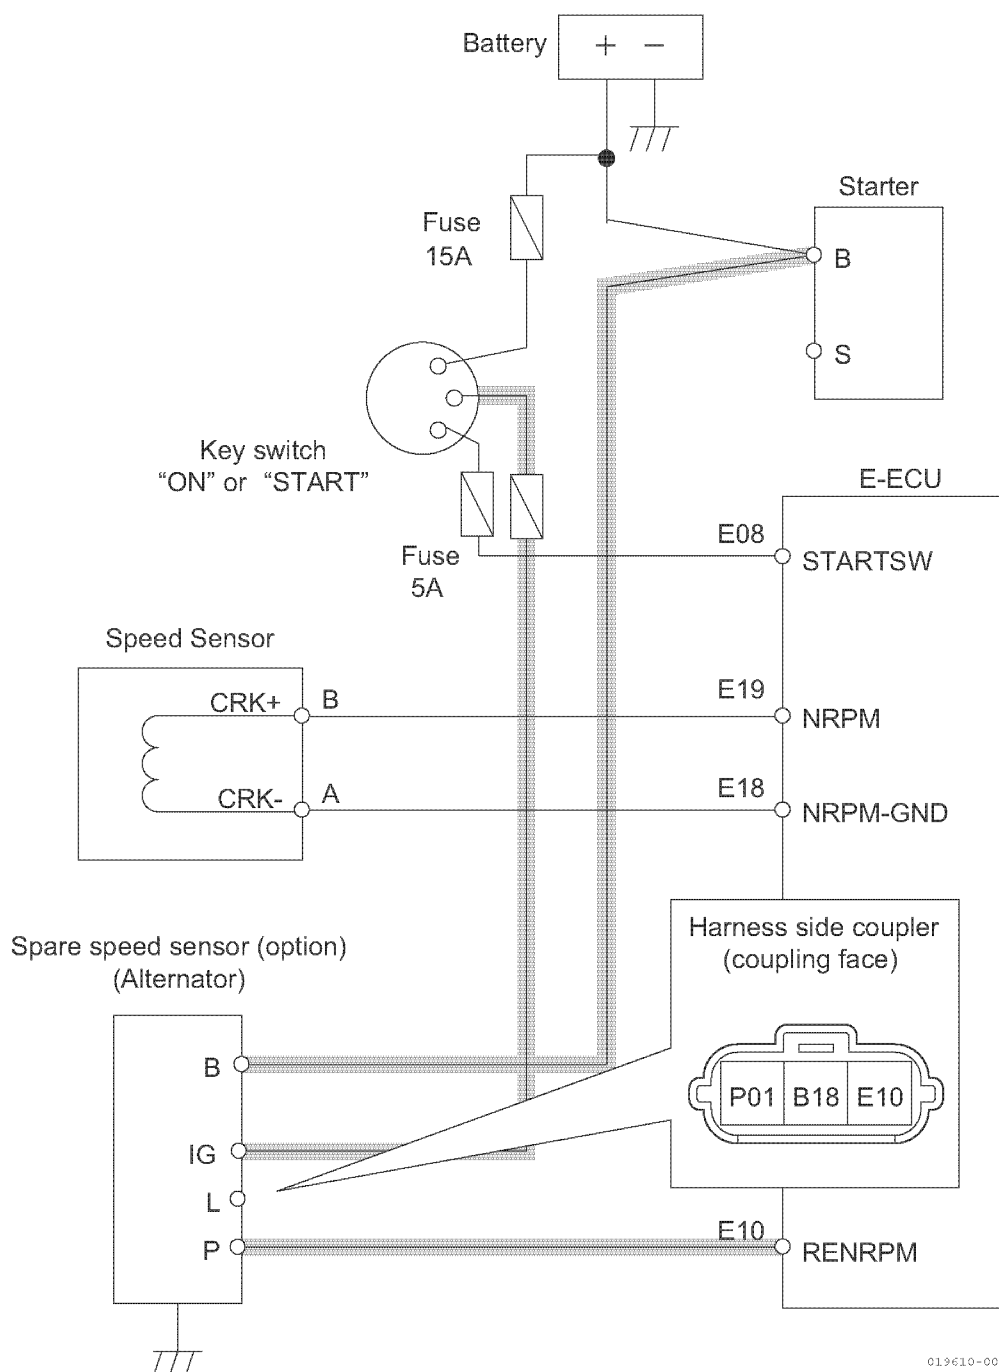 Battery
+ −
Starter
Fuse
15A
B
S
Key switch
“ON” or “START”
E-ECU
Fuse
5A
E08
STARTSW
Speed Sensor
CRK+
B
E19
NRPM
CRK-
A
E18
NRPM-GND
Harness side coupler
(coupling face)
Spare speed sensor (option)
(Alternator)
B
P01 B18 E10
IG
L
P
E10
RENRPM
019610-00